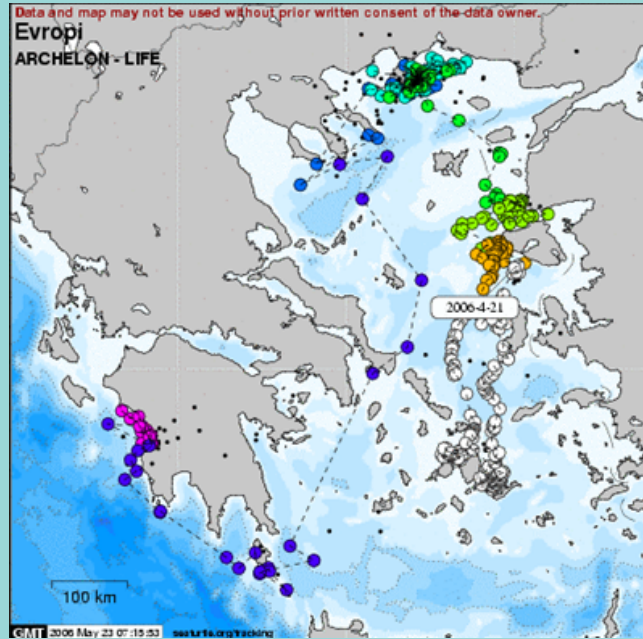 Data and map may not be used without prior written consent of the data owner.
Evropi
ARCHELON - LIFE
2006-4-21
100 km
GMT 2006 May 23 07:15:53 seaturtle.org/tracking